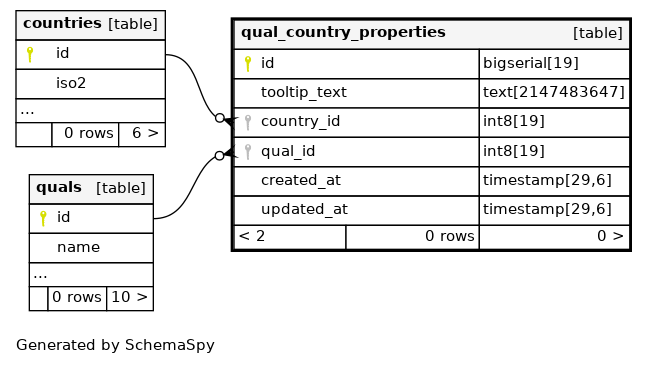 countries [table]
id
iso2
...
0 rows 6 >
quals [table]
id
name
...
0 rows 10 >
qual_country_properties [table]
id bigserial[19]
tooltip_text text[2147483647]
country_id int8[19]
qual_id int8[19]
created_at timestamp[29,6]
updated_at timestamp[29,6]
< 2 0 rows 0 >
Generated by SchemaSpy